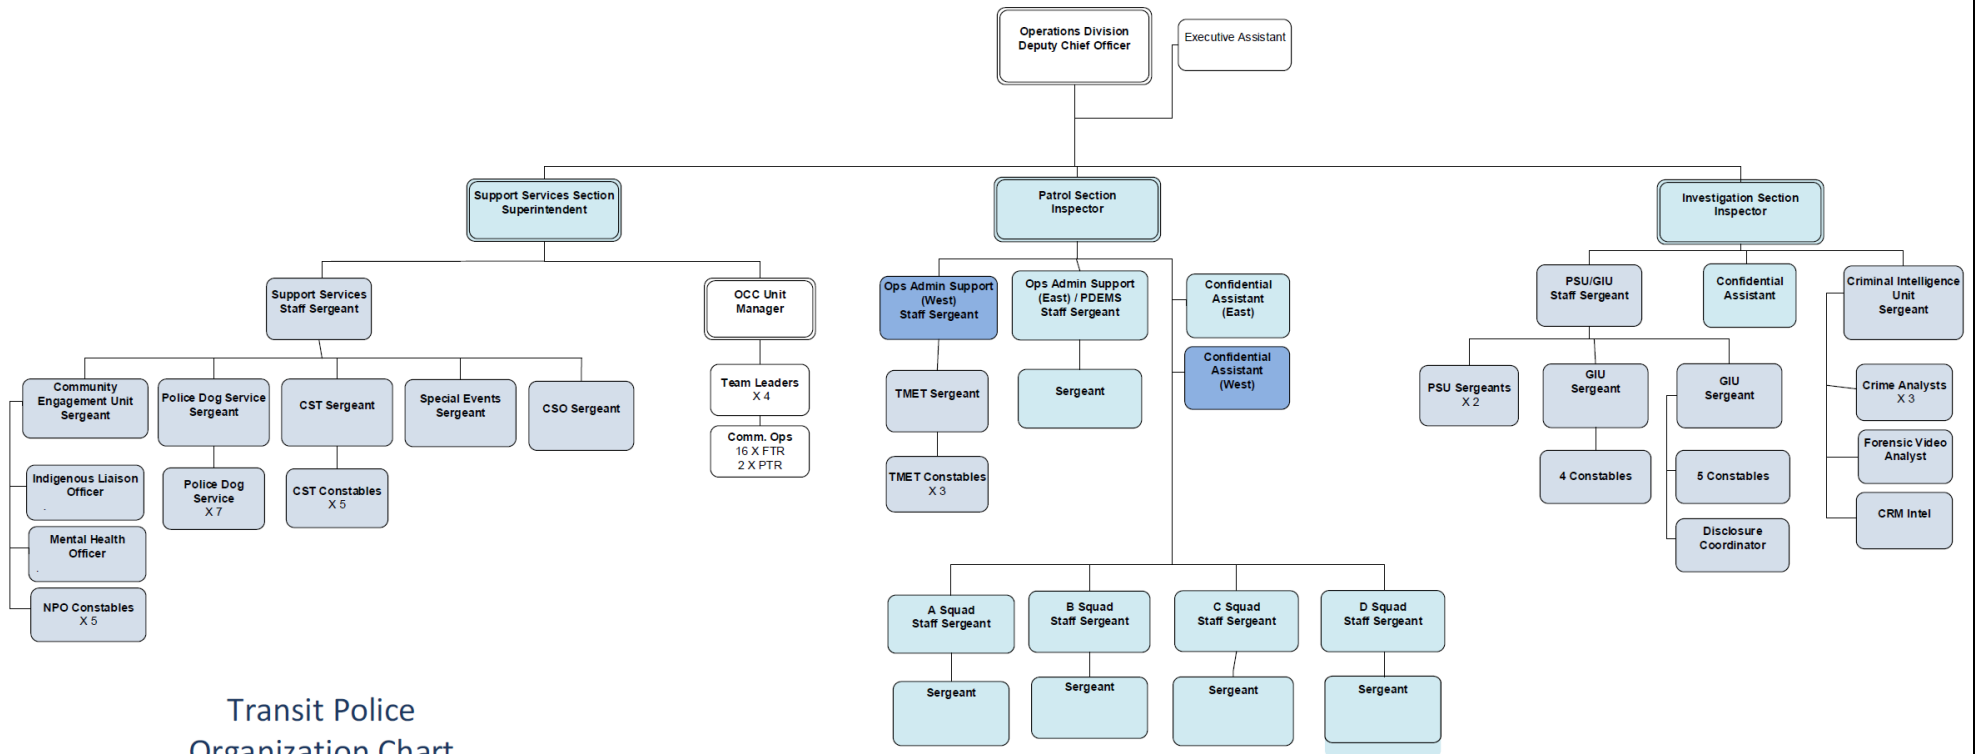 Operations Division
Deputy Chief Officer
Executive Assistant
Support Services Section
Superintendent
Patrol Section
Inspector
Investigation Section
Inspector
Support Services
Staff Sergeant
OCC Unit
Manager
Ops Admin Support
(West)
Staff Sergeant
Ops Admin Support
(East) / PDEMS
Staff Sergeant
Confidential
Assistant
(East)
Confidential
Assistant
(West)
PSU/GIU
Staff Sergeant
Confidential
Assistant
Criminal Intelligence
Unit
Sergeant
Community
Engagement Unit
Sergeant
Police Dog Service
Sergeant
CST Sergeant
Special Events
Sergeant
CSO Sergeant
Team Leaders
X 4
Comm. Ops
16 X FTR
2 X PTR
TMET Sergeant
Sergeant
TMET Constables
X 3
PSU Sergeants
X 2
GIU
Sergeant
GIU
Sergeant
Crime Analysts
X 3
Forensic Video
Analyst
CRM Intel
4 Constables
5 Constables
Disclosure
Coordinator
Indigenous Liaison
Officer
.
Police Dog
Service
X 7
CST Constables
X 5
Mental Health
Officer
.
NPO Constables
X 5
A Squad
Staff Sergeant
B Squad
Staff Sergeant
C Squad
Staff Sergeant
D Squad
Staff Sergeant
Sergeant
Sergeant
Sergeant
Sergeant
Transit Police
Organization Chart